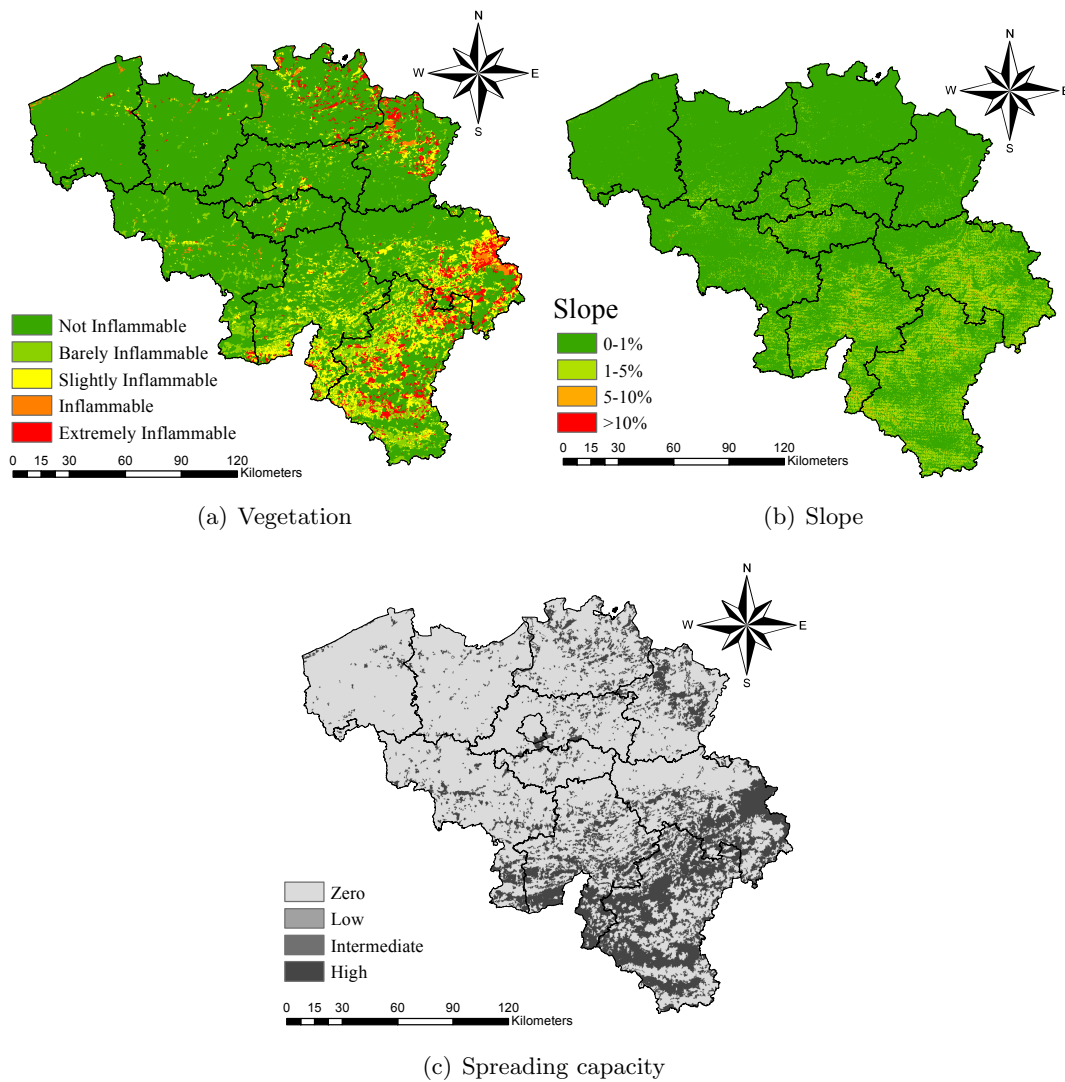 N
W E
S
Not Inflammable
Barely Inflammable
Slightly Inflammable
Inflammable
Extremely Inflammable
0 15 30 60 90 120
Kilometers
(a) Vegetation
N
W E
S
Slope
0-1%
1-5%
5-10%
>10%
0 15 30 60 90 120
Kilometers
(b) Slope
N
W E
S
Zero
Low
Intermediate
High
0 15 30 60 90 120
Kilometers
(c) Spreading capacity